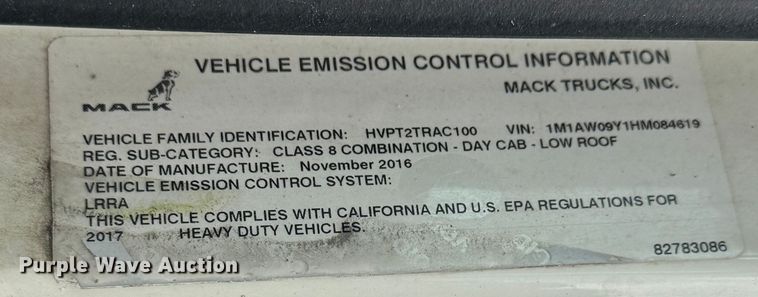 VEHICLE EMISSION CONTROL INFORMATION
MACK
MACK TRUCKS, INC.
VEHICLE FAMILY IDENTIFICATION: HVPT2TRAC100 VIN: 1M1AW09Y1HM084619
REG. SUB-CATEGORY: CLASS 8 COMBINATION - DAY CAB - LOW ROOF
DATE OF MANUFACTURE: November 2016
VEHICLE EMISSION CONTROL SYSTEM:
LRRA
THIS VEHICLE COMPLIES WITH CALIFORNIA AND U.S. EPA REGULATIONS FOR
2017 HEAVY DUTY VEHICLES.
82783086
Purple Wave Auction